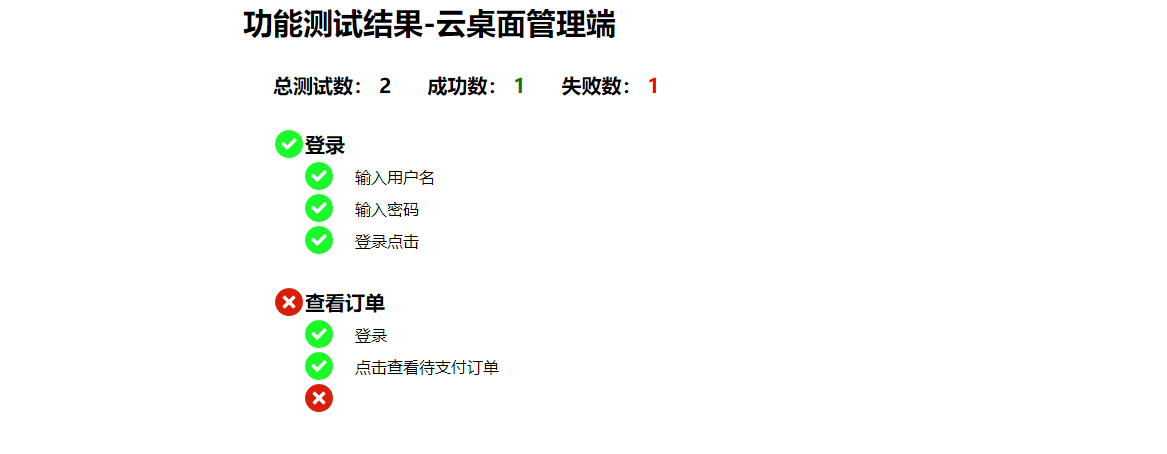 功能测试结果-云桌面管理端
总测试数： 2 成功数： 1 失败数： 1
登录
输入用户名
输入密码
登录点击
查看订单
登录
点击查看待支付订单